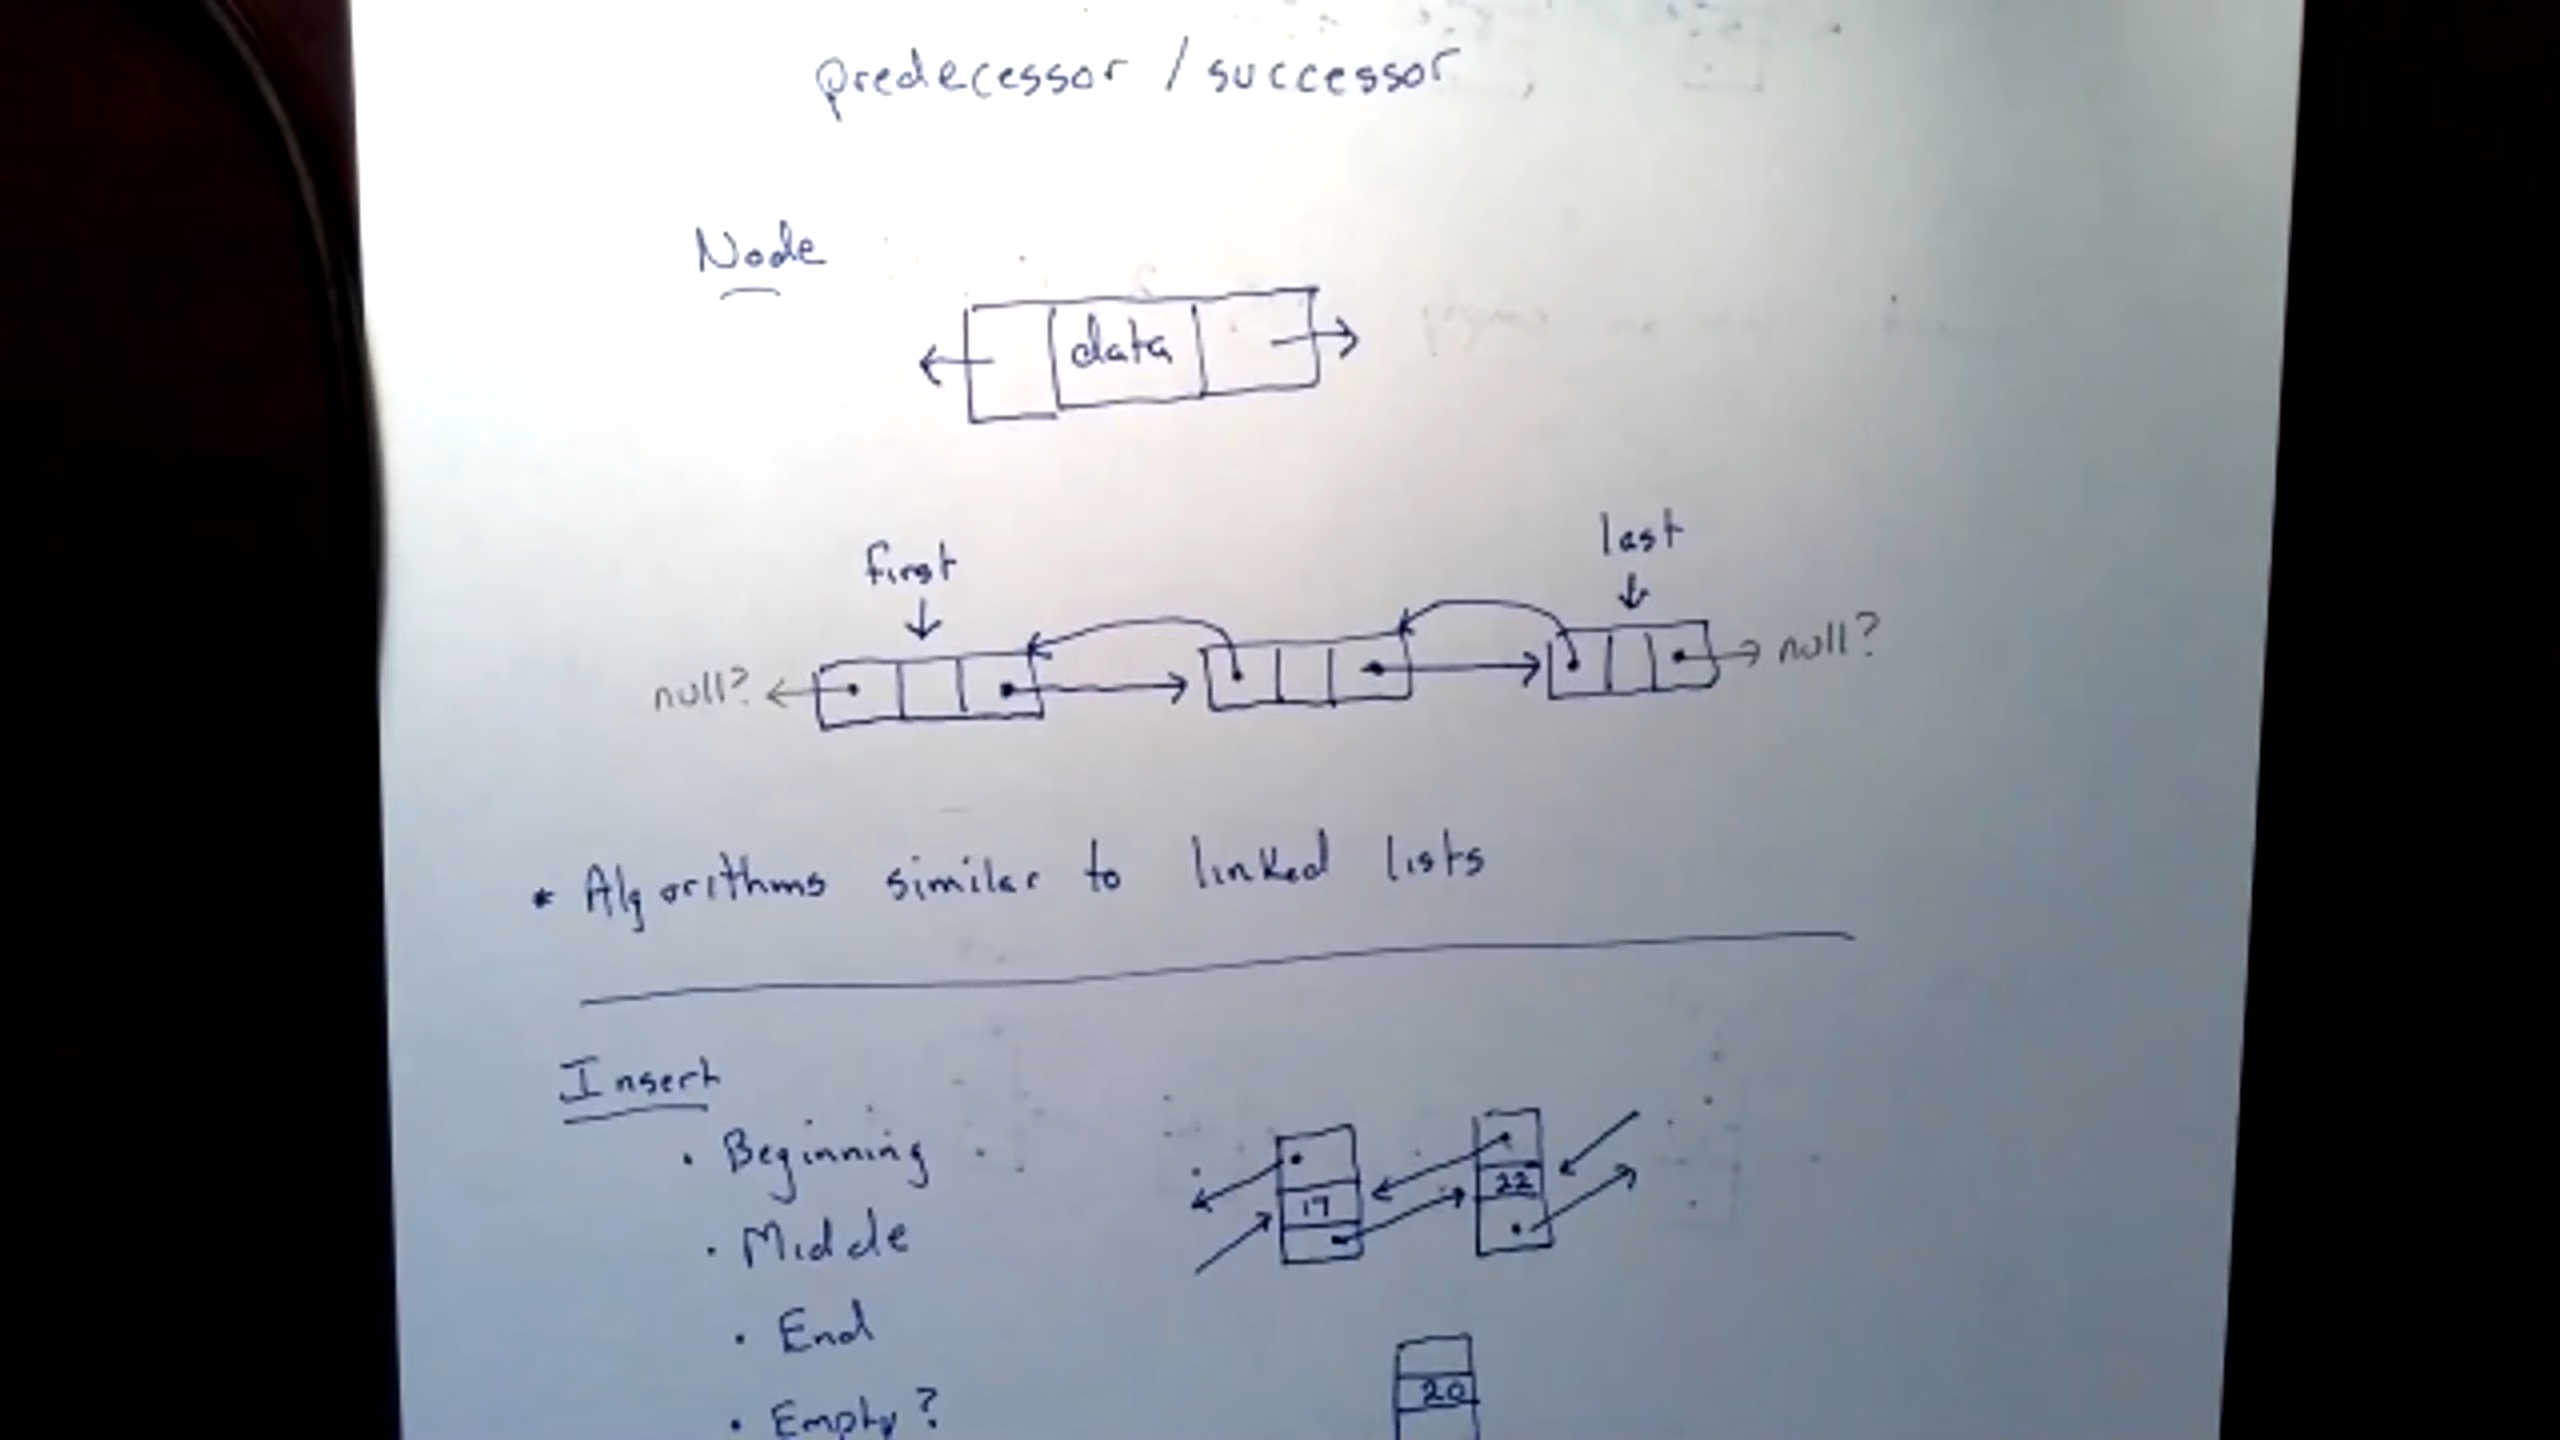 predecessor / successor
Node
data
first
last
null?
null?
* Algorithms similar to linked lists
Insert
• Beginning
• Middle
• End
• Empty?
17
22
20